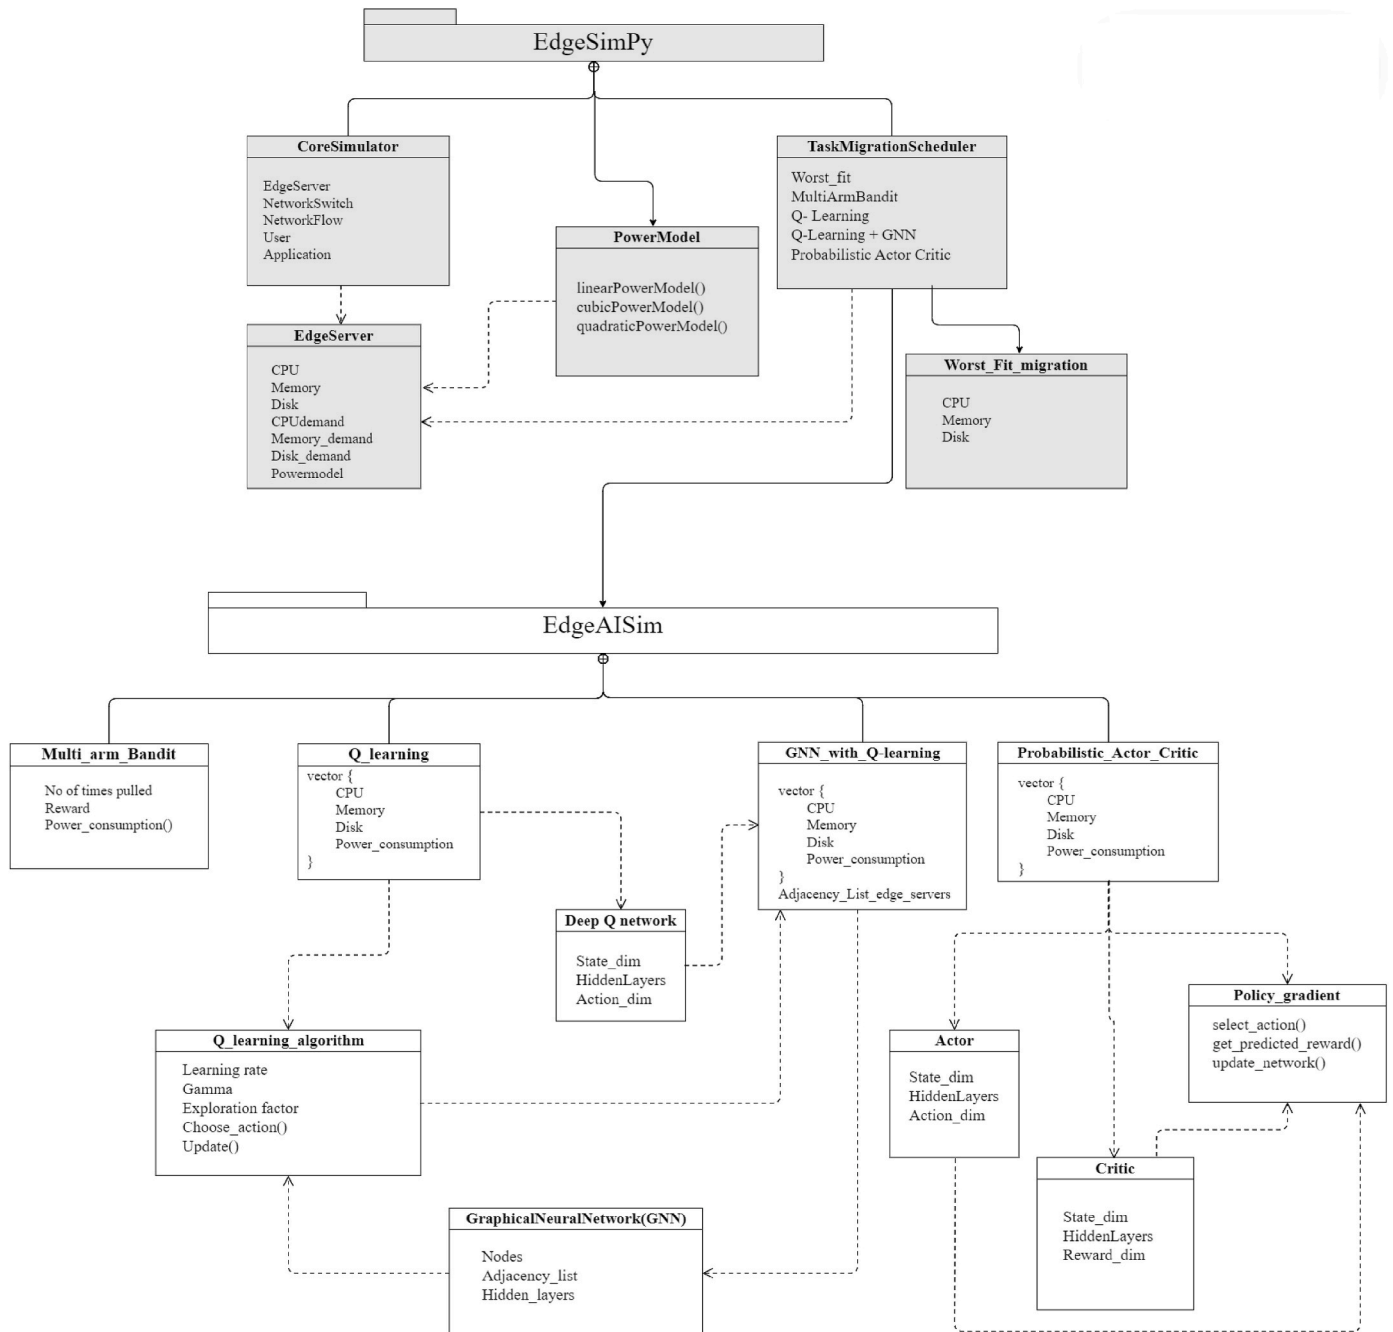 EdgeSimPy
CoreSimulator
EdgeServer
NetworkSwitch
NetworkFlow
User
Application
TaskMigrationScheduler
Worst_fit
MultiArmBandit
Q- Learning
Q-Learning + GNN
Probabilistic Actor Critic
PowerModel
linearPowerModel()
cubicPowerModel()
quadraticPowerModel()
EdgeServer
CPU
Memory
Disk
CPUdemand
Memory_demand
Disk_demand
Powermodel
Worst_Fit_migration
CPU
Memory
Disk
EdgeAISim
Multi_arm_Bandit
No of times pulled
Reward
Power_consumption()
Q_learning
vector {
CPU
Memory
Disk
Power_consumption
}
GNN_with_Q-learning
vector {
CPU
Memory
Disk
Power_consumption
}
Adjacency_List_edge_servers
Probabilistic_Actor_Critic
vector {
CPU
Memory
Disk
Power_consumption
}
Deep Q network
State_dim
HiddenLayers
Action_dim
Policy_gradient
select_action()
get_predicted_reward()
update_network()
Q_learning_algorithm
Learning rate
Gamma
Exploration factor
Choose_action()
Update()
Actor
State_dim
HiddenLayers
Action_dim
Critic
State_dim
HiddenLayers
Reward_dim
GraphicalNeuralNetwork(GNN)
Nodes
Adjacency_list
Hidden_layers